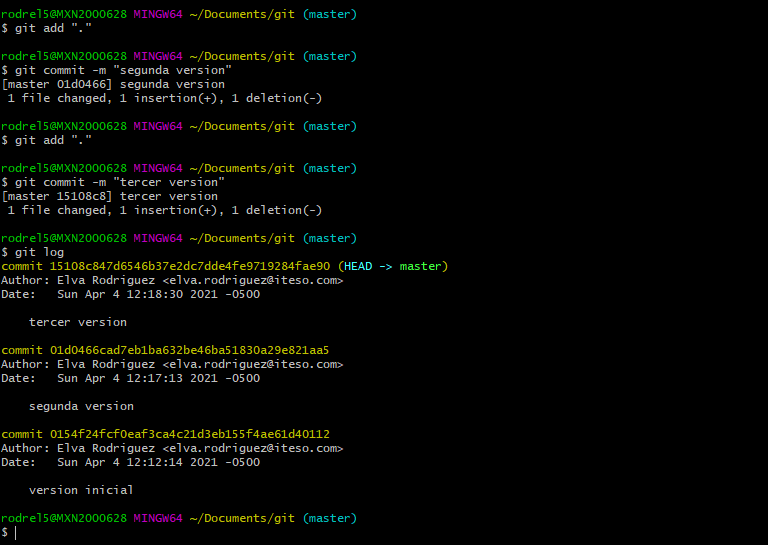 rodrel5@MXN2000628 MINGW64 ~/Documents/git (master)
$ git add "."
rodrel5@MXN2000628 MINGW64 ~/Documents/git (master)
$ git commit -m "segunda version"
[master 01d0466] segunda version
 1 file changed, 1 insertion(+), 1 deletion(-)
rodrel5@MXN2000628 MINGW64 ~/Documents/git (master)
$ git add "."
rodrel5@MXN2000628 MINGW64 ~/Documents/git (master)
$ git commit -m "tercer version"
[master 15108c8] tercer version
 1 file changed, 1 insertion(+), 1 deletion(-)
rodrel5@MXN2000628 MINGW64 ~/Documents/git (master)
$ git log
commit 15108c847d6546b37e2dc7dde4fe9719284fae90 (HEAD -> master)
Author: Elva Rodriguez <elva.rodriguez@iteso.com>
Date:   Sun Apr 4 12:18:30 2021 -0500
    tercer version
commit 01d0466cad7eb1ba632be46ba51830a29e821aa5
Author: Elva Rodriguez <elva.rodriguez@iteso.com>
Date:   Sun Apr 4 12:17:13 2021 -0500
    segunda version
commit 0154f24fcf0eaf3ca4c21d3eb155f4ae61d40112
Author: Elva Rodriguez <elva.rodriguez@iteso.com>
Date:   Sun Apr 4 12:12:14 2021 -0500
    version inicial
rodrel5@MXN2000628 MINGW64 ~/Documents/git (master)
$